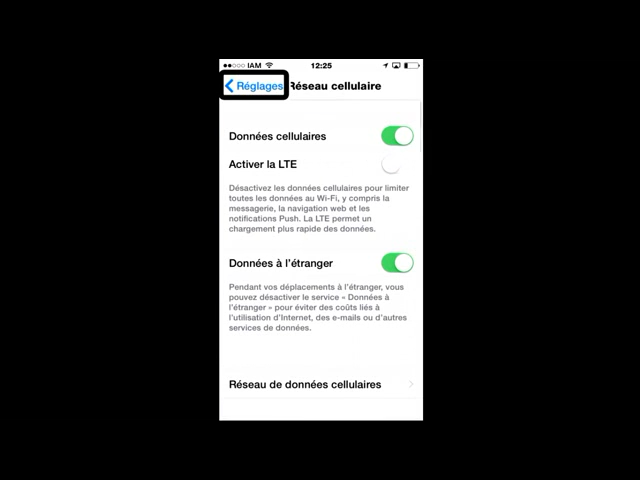 IAM 12:25
Réglages Réseau cellulaire
Données cellulaires
Activer la LTE
Désactivez les données cellulaires pour limiter
toutes les données au Wi-Fi, y compris la
messagerie, la navigation web et les
notifications Push. La LTE permet un
chargement plus rapide des données.
Données à l'étranger
Pendant vos déplacements à l'étranger, vous
pouvez désactiver le service « Données à
l'étranger » pour éviter des coûts liés à
l'utilisation d'Internet, des e-mails ou d'autres
services de données.
Réseau de données cellulaires